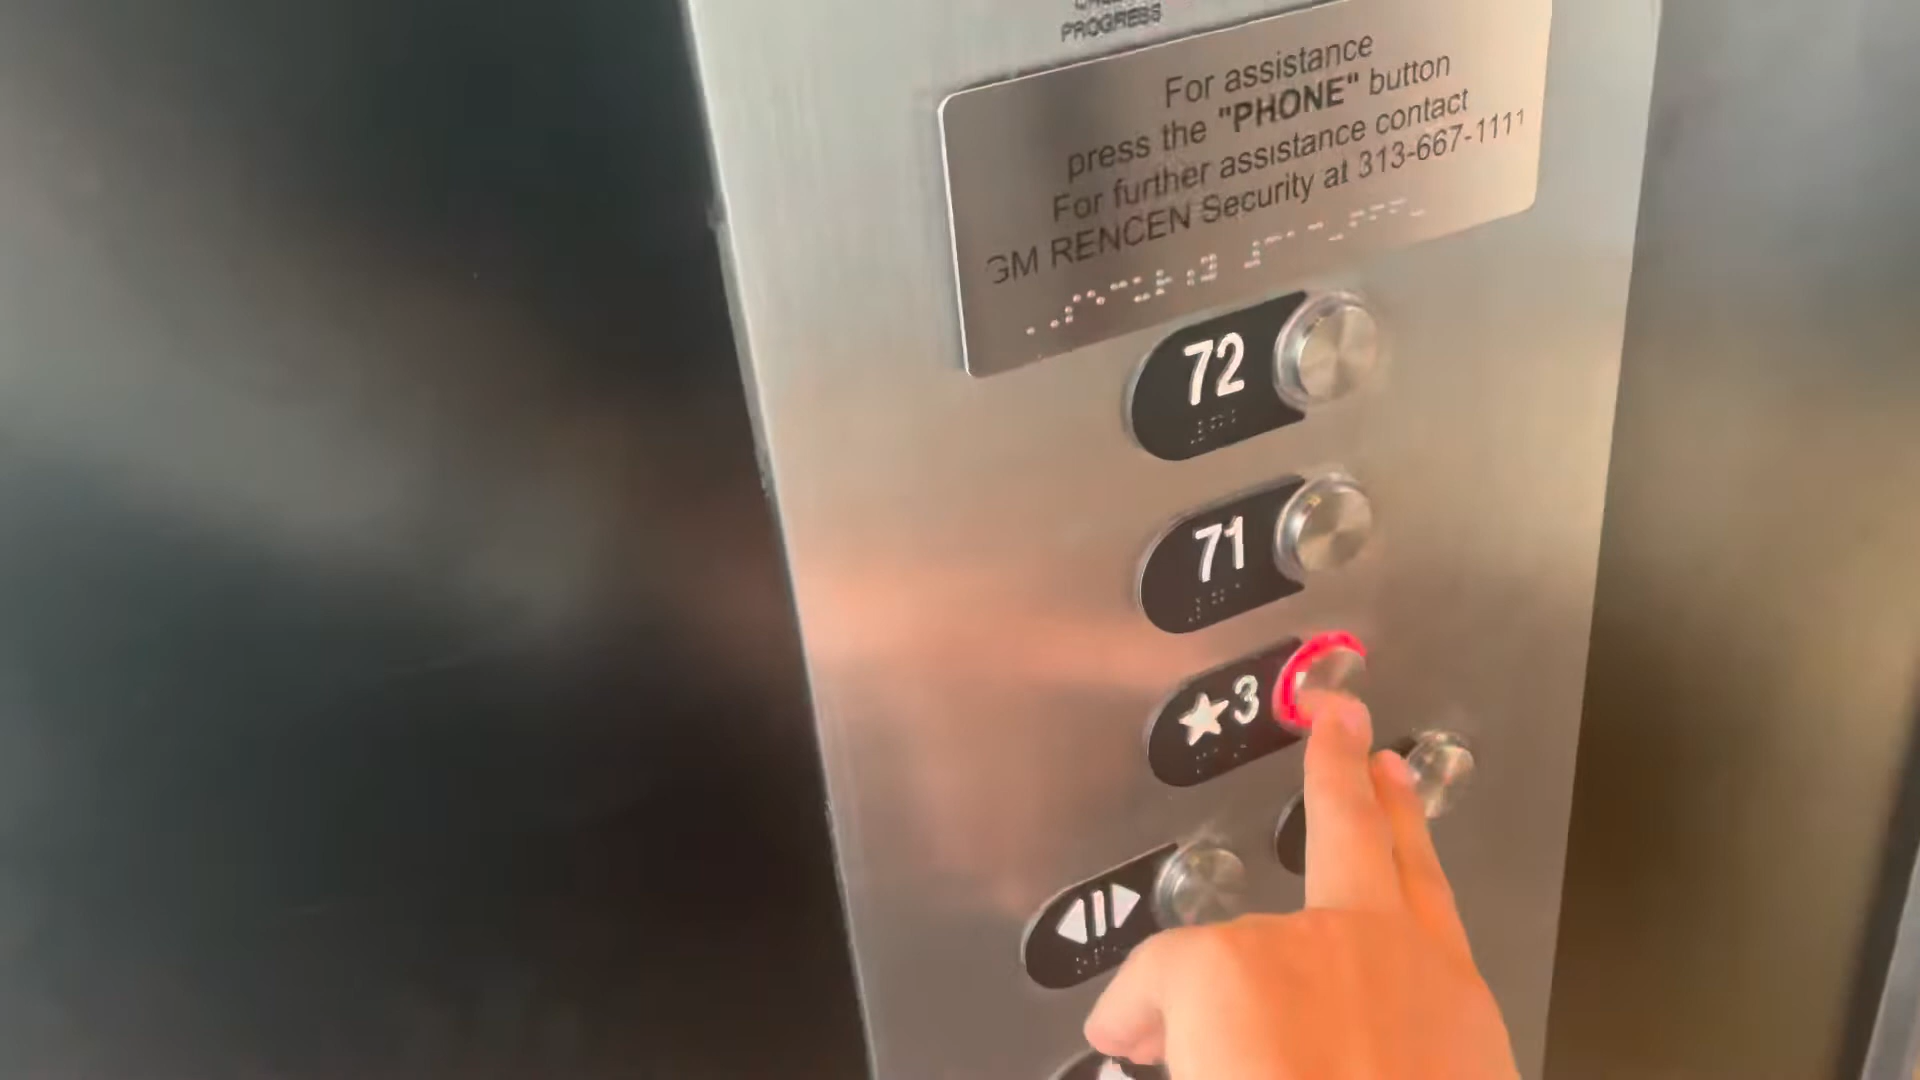 PROGRESS
For assistance
press the "PHONE" button
For further assistance contact
GM RENCEN Security at 313-667-1111
72
71
★3